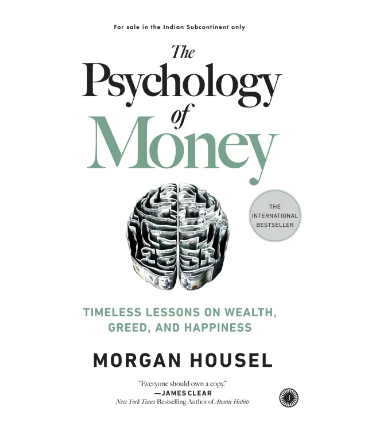 For sale in the Indian Subcontinent only
The
Psychology
of
Money
THE
INTERNATIONAL
BESTSELLER
TIMELESS LESSONS ON WEALTH,
GREED, AND HAPPINESS
MORGAN HOUSEL
"Everyone should own a copy."
—JAMES CLEAR
New York Times Bestselling Author of Atomic Habits